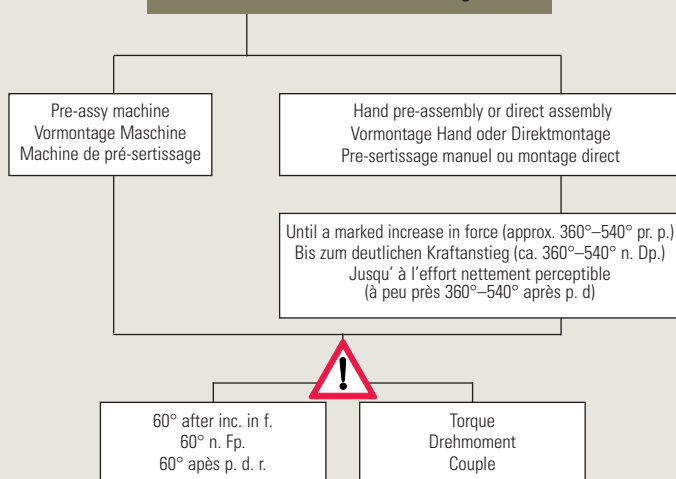 Pre-assy machine
Vormontage Maschine
Machine de pré-sertissage
Hand pre-assembly or direct assembly
Vormontage Hand oder Direktmontage
Pre-sertissage manuel ou montage direct
Until a marked increase in force (approx. 360°–540° pr. p.)
Bis zum deutlichen Kraftanstieg (ca. 360°–540° n. Dp.)
Jusqu’ à l’effort nettement perceptible
(à peu près 360°–540° après p. d)
!
60° after inc. in f.
60° n. Fp.
60° apès p. d. r.
Torque
Drehmoment
Couple